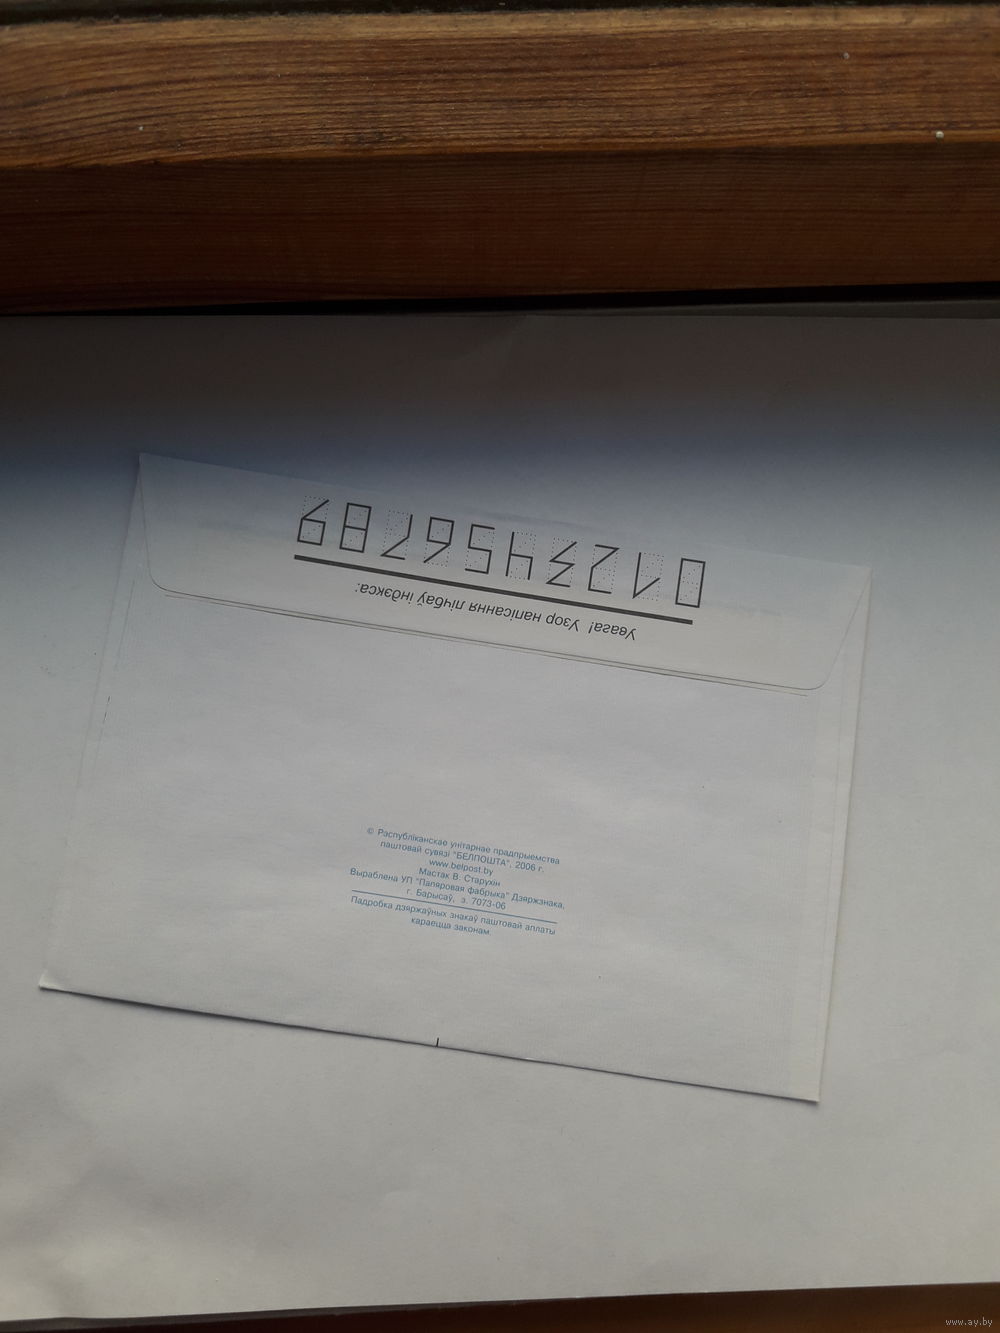 Увага! Узор напісання лічбаў індэкса:
0123456789
© Рэспубліканскае унітарнае прадпрыемства
паштовай сувязі "БЕЛПОШТА", 2006 г.
www.belpost.by
Мастак В. Старухін
Выраблена УП "Папяровая фабрыка" Дзяржзнака,
г. Барысаў, з. 7073-06
Падробка дзяржаўных знакаў паштовай аплаты
караецца законам.
www.ay.by